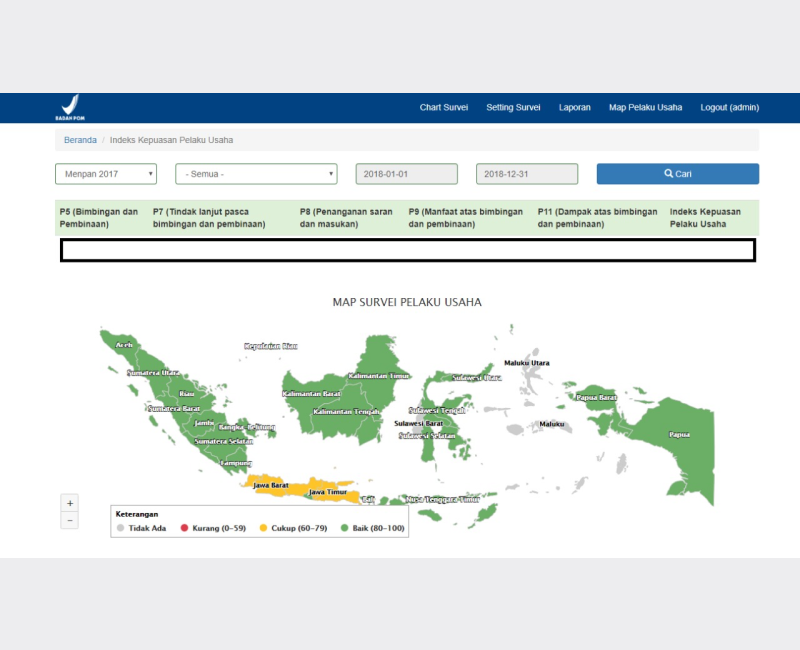 BADAN POM
Chart Survei Setting Survei Laporan Map Pelaku Usaha Logout (admin)
Beranda / Indeks Kepuasan Pelaku Usaha
Menpan 2017 - Semua - 2018-01-01 2018-12-31 Cari
P5 (Bimbingan dan Pembinaan)
P7 (Tindak lanjut pasca bimbingan dan pembinaan)
P8 (Penanganan saran dan masukan)
P9 (Manfaat atas bimbingan dan pembinaan)
P11 (Dampak atas bimbingan dan pembinaan)
Indeks Kepuasan Pelaku Usaha
MAP SURVEI PELAKU USAHA
Aceh
Kepulauan Riau
Maluku Utara
Sumatera Utara
Kalimantan Timur
Sulawesi Utara
Riau
Kalimantan Barat
Papua Barat
Sumatera Barat
Kalimantan Tengah
Sulawesi Tengah
Jambi
Bangka Belitung
Sulawesi Barat
Maluku
Sumatera Selatan
Sulawesi Selatan
Papua
Lampung
Jawa Barat
Jawa Timur
Bali
Nusa Tenggara Timur
+
−
Keterangan
Tidak Ada Kurang (0–59) Cukup (60–79) Baik (80–100)